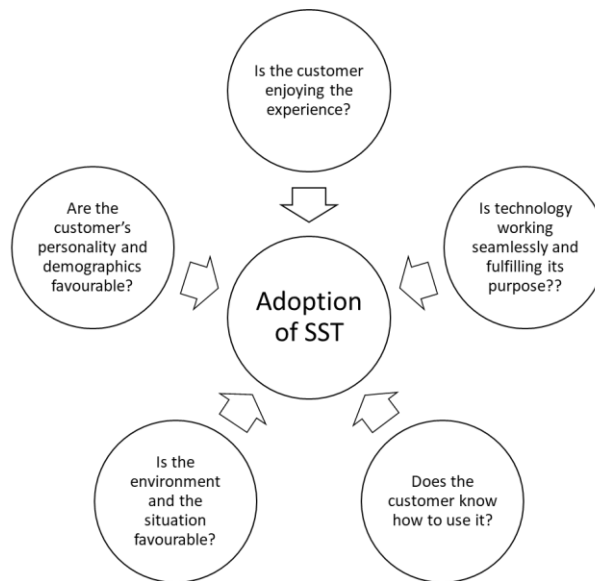 Is the customer
enjoying the
experience?
Are the
customer's
personality and
demographics
favourable?
Is technology
working
seamlessly and
fulfilling its
purpose??
Adoption
of SST
Is the
environment
and the
situation
favourable?
Does the
customer know
how to use it?